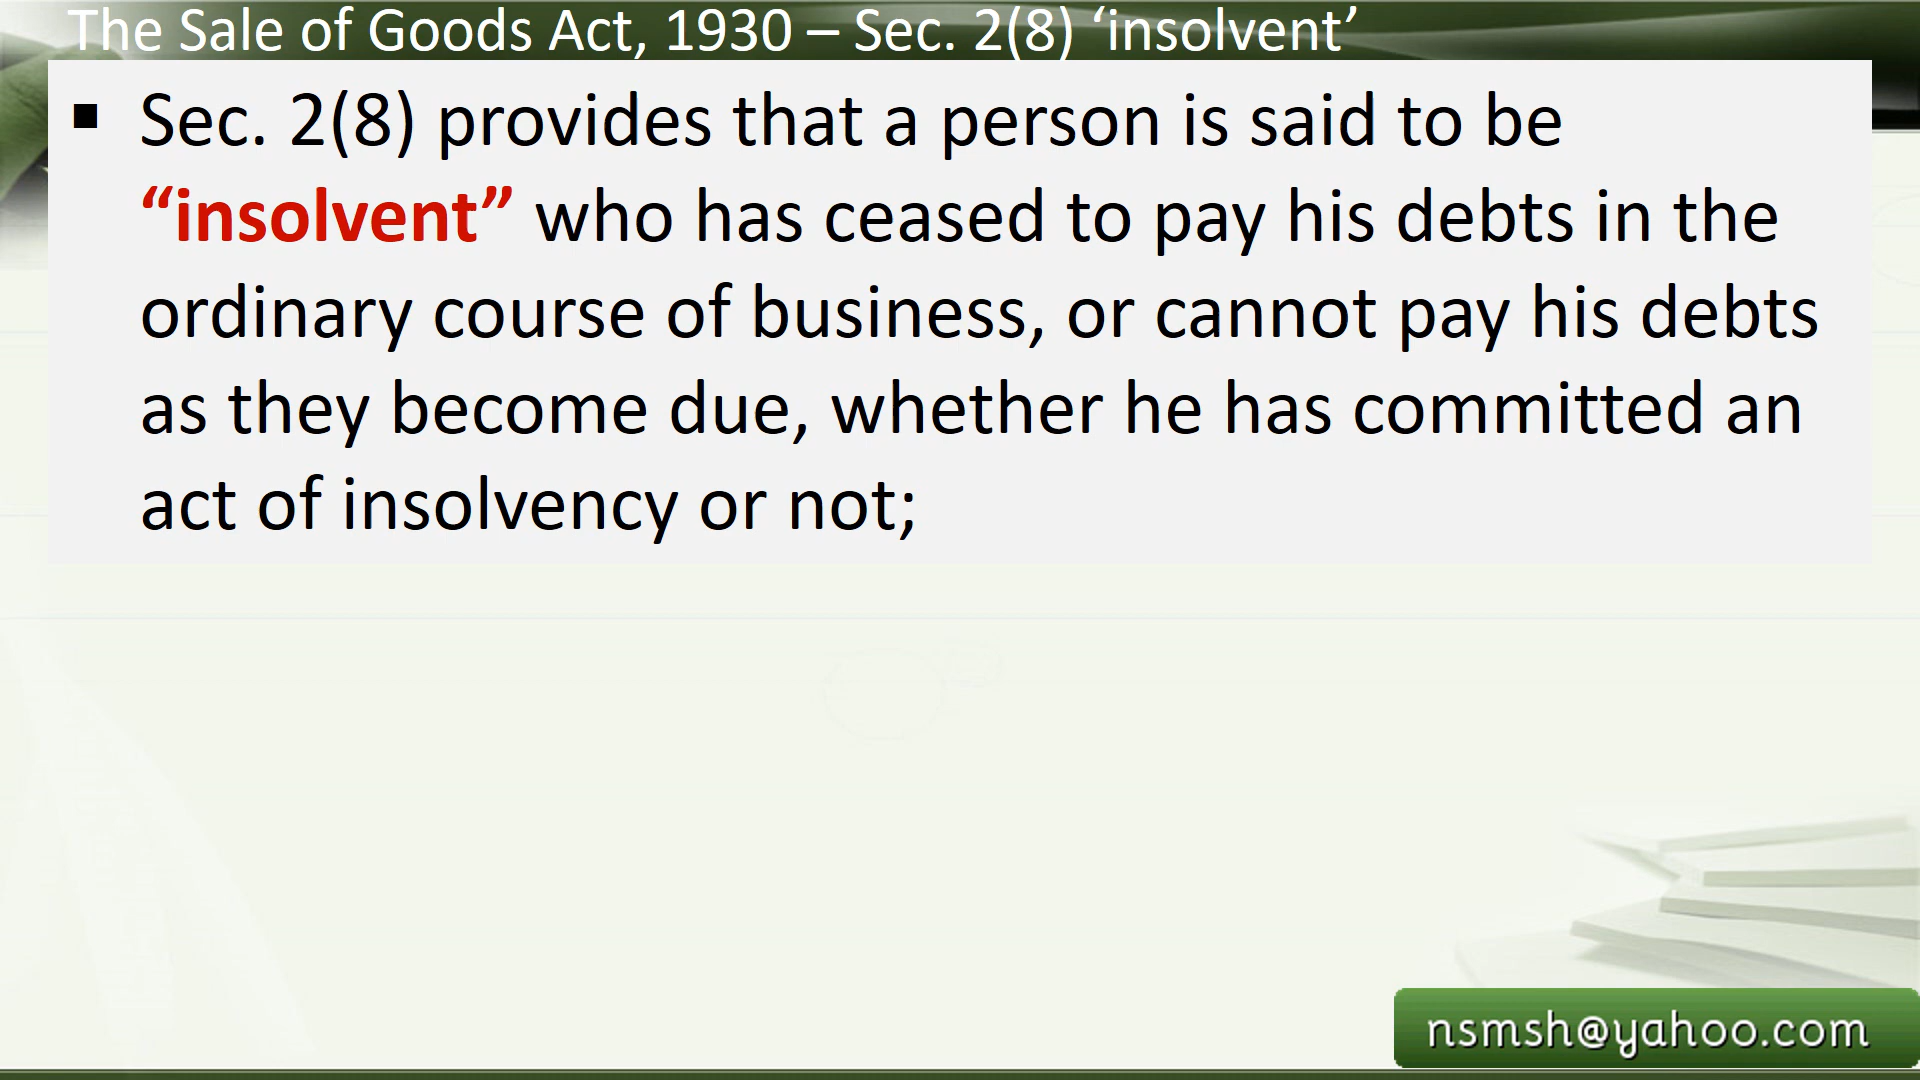 The Sale of Goods Act, 1930 – Sec. 2(8) ‘insolvent’
▪ Sec. 2(8) provides that a person is said to be
“insolvent” who has ceased to pay his debts in the
ordinary course of business, or cannot pay his debts
as they become due, whether he has committed an
act of insolvency or not;
nsmsh@yahoo.com